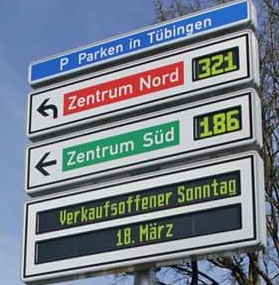 P Parken in Tübingen
Zentrum Nord 321
Zentrum Süd 186
Verkaufsoffener Sonntag
18. März